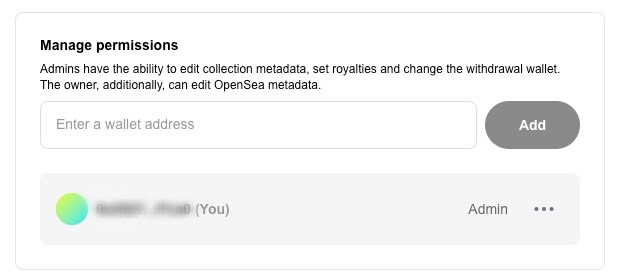 Manage permissions
Admins have the ability to edit collection metadata, set royalties and change the withdrawal wallet.
The owner, additionally, can edit OpenSea metadata.
Enter a wallet address
Add
(You)
Admin